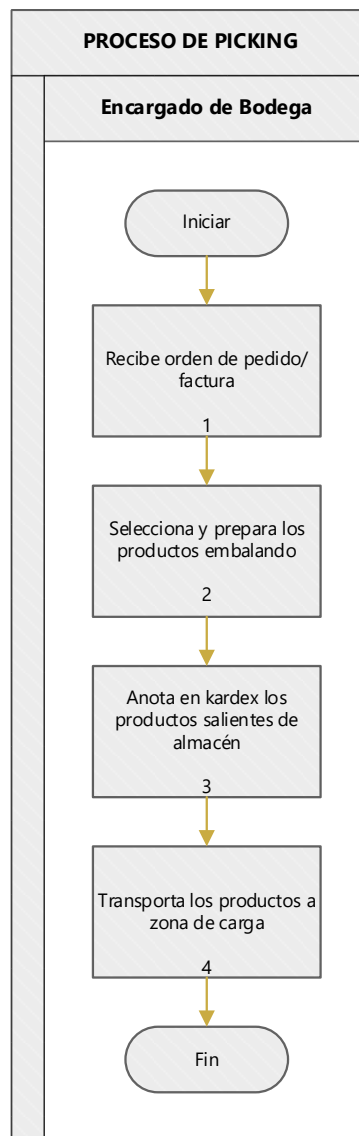 PROCESO DE PICKING
Encargado de Bodega
Iniciar
Recibe orden de pedido/
factura
1
Selecciona y prepara los
productos embalando
2
Anota en kardex los
productos salientes de
almacén
3
Transporta los productos a
zona de carga
4
Fin